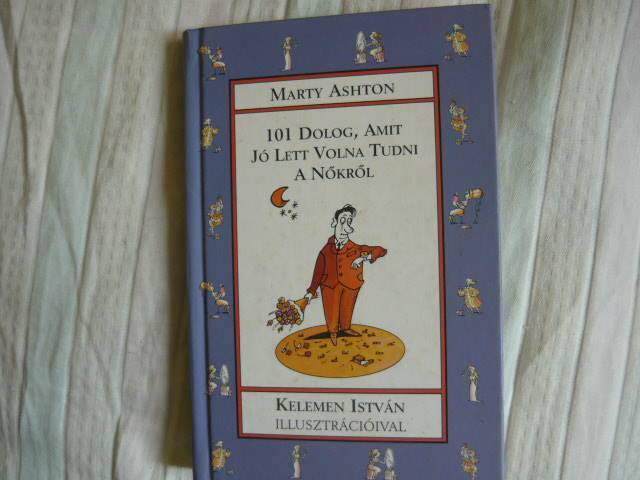 MARTY ASHTON
101 DOLOG, AMIT
JÓ LETT VOLNA TUDNI
A NŐKRŐL
KELEMEN ISTVÁN
ILLUSZTRÁCIÓIVAL